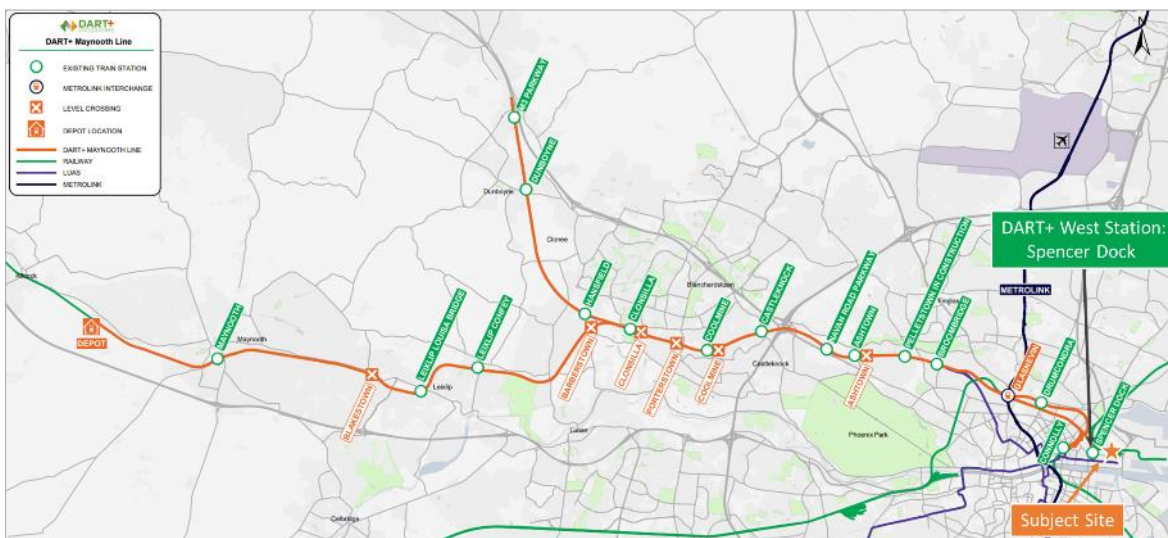 DART+
DART+ Maynooth Line
EXISTING TRAIN STATION
METROLINK INTERCHANGE
LEVEL CROSSING
DEPOT LOCATION
DART+ MAYNOOTH LINE
RAILWAY
LUAS
METROLINK
M3 PARKWAY
DUNBOYNE
Dunboyne
Clonee
HANSFIELD
CLONSILLA
COOLMINE
CASTLEKNOCK
Blanchardstown
NAVAN ROAD PARKWAY
ASHTOWN
PELLETSTOWN IN CONSTRUCTION
BROOMBRIDGE
METROLINK
DART+ West Station:
Spencer Dock
DEPOT
MAYNOOTH
Maynooth
BLAKESTOWN
LEIXLIP LOUISA BRIDGE
Leixlip
LEIXLIP CONFEY
BARBERSTOWN
CLONSILLA
PORTERSTOWN
COOLMINE
Castleknock
ASHTOWN
GLASNEVIN
DRUMCONDRA
Phoenix Park
CONNOLLY
SPENCER DOCK
Lucan
Celbridge
Subject Site